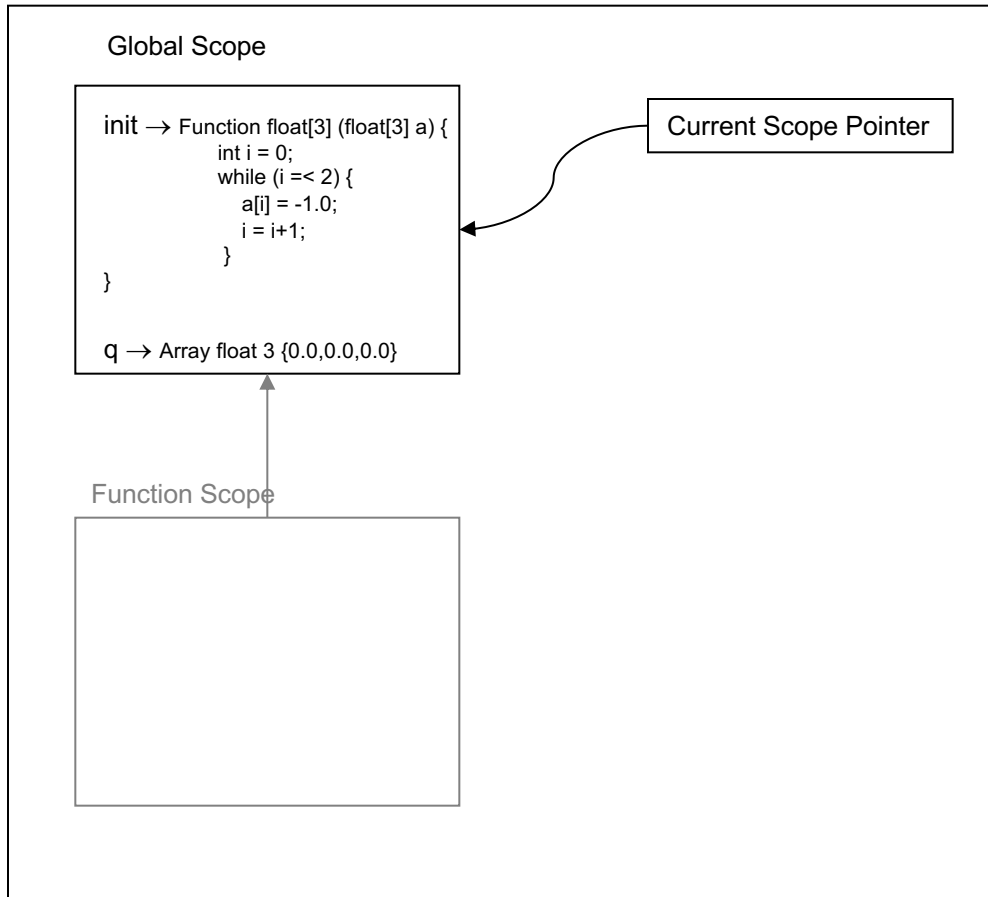 Global Scope
init → Function float[3] (float[3] a) {
int i = 0;
while (i =< 2) {
a[i] = -1.0;
i = i+1;
}
}
q → Array float 3 {0.0,0.0,0.0}
Current Scope Pointer
Function Scope